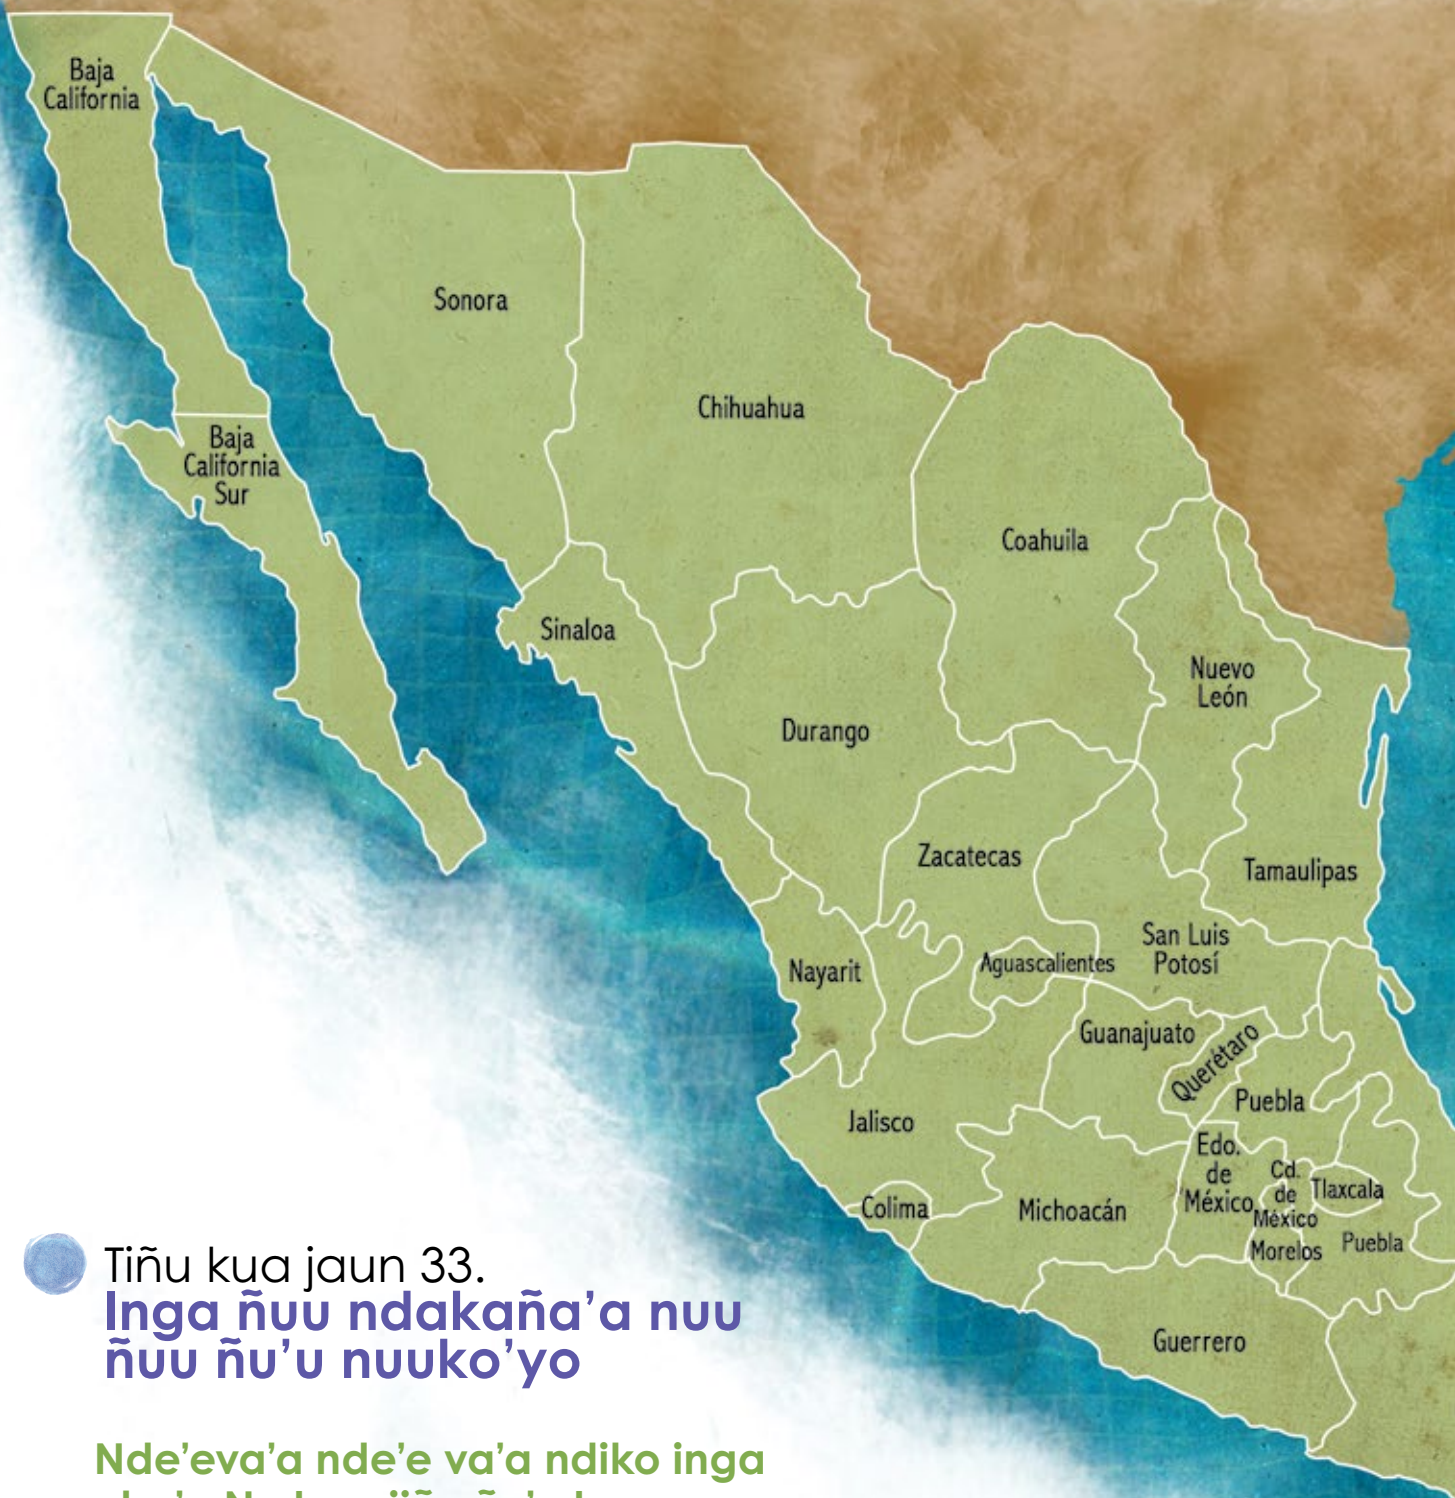 Baja
California
Sonora
Chihuahua
Baja
California
Sur
Coahuila
Sinaloa
Nuevo
León
Durango
Zacatecas
Tamaulipas
San Luis
Potosí
Aguascalientes
Nayarit
Guanajuato
Querétaro
Puebla
Jalisco
Edo.
de
México
Cd.
de
México
Tlaxcala
Colima
Michoacán
Morelos
Puebla
Guerrero
Tiñu kua jaun 33.
Inga ñuu ndakaña’a nuu
ñuu ñu’u nuuko’yo
Nde’eva’a nde’e va’a ndiko inga